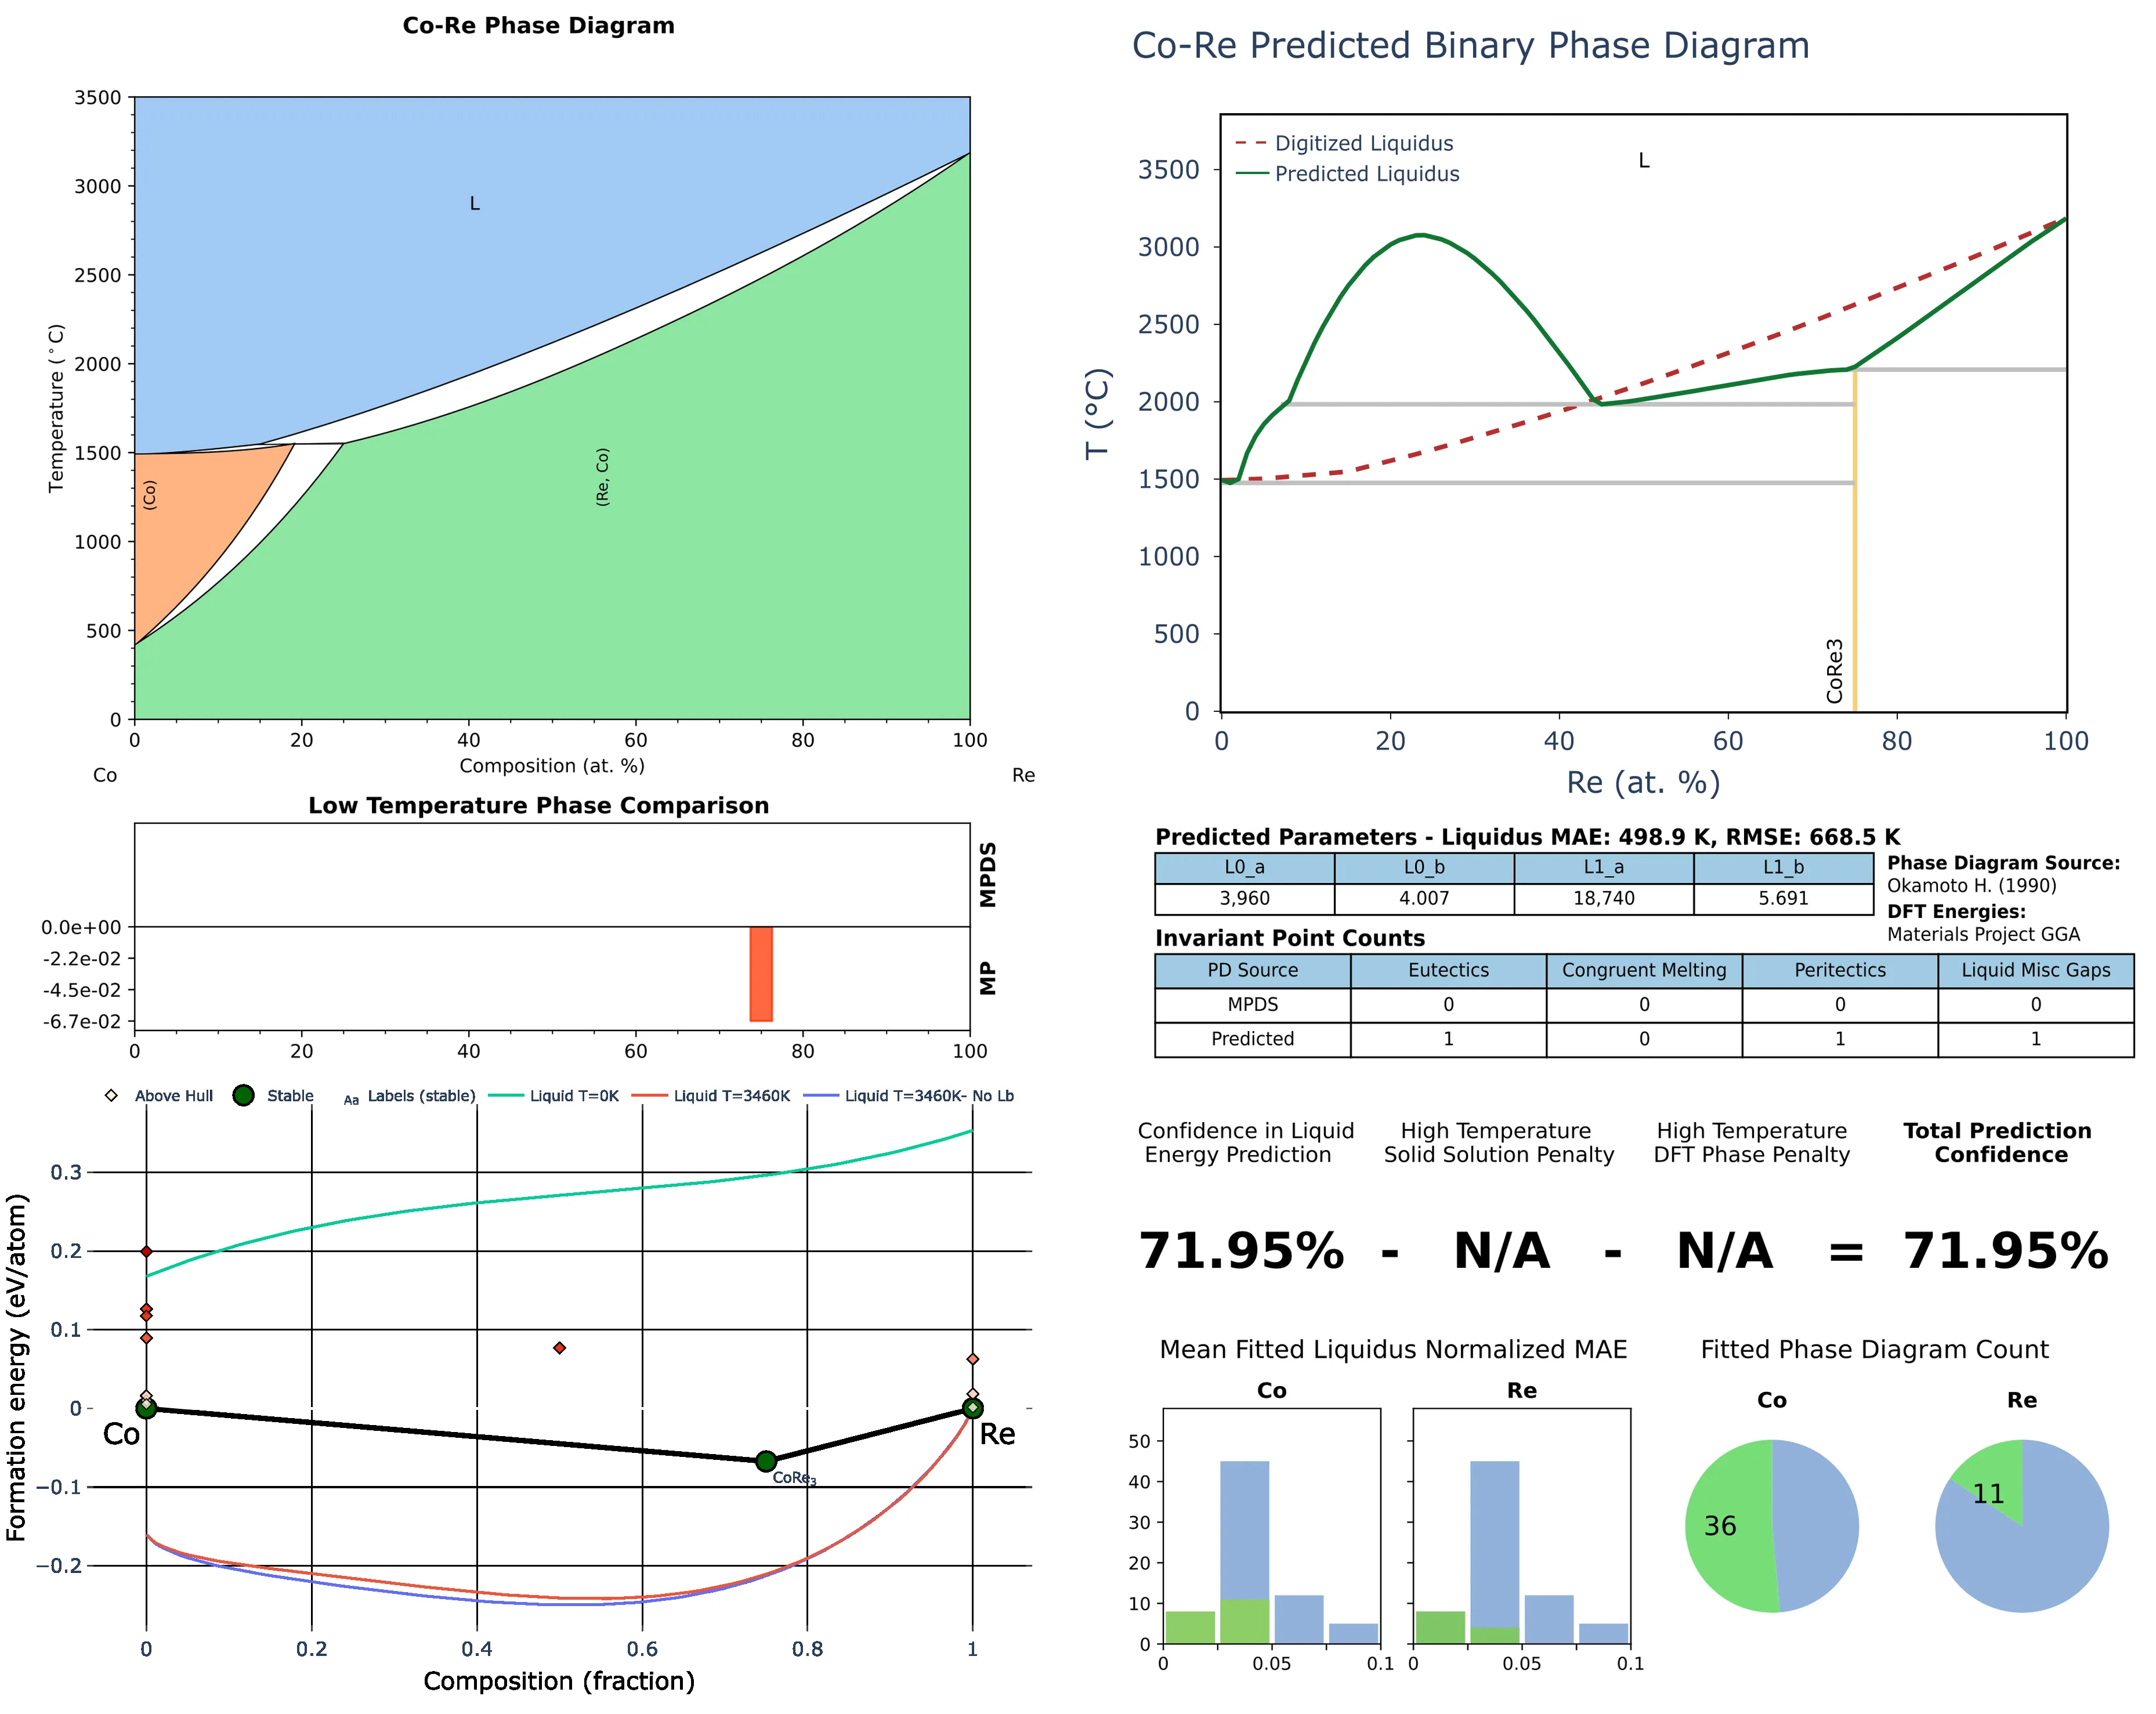 Co-Re Phase Diagram
3500
3000
2500
2000
1500
1000
500
0
Temperature (°C)
L
(Co)
(Re, Co)
0 20 40 60 80 100
Composition (at. %)
Co Re
Low Temperature Phase Comparison
0.0e+00
-2.2e-02
-4.5e-02
-6.7e-02
MPDS
MP
0 20 40 60 80 100
Above Hull Stable Aa Labels (stable) Liquid T=0K Liquid T=3460K Liquid T=3460K- No Lb
0.3
0.2
0.1
0
−0.1
−0.2
Formation energy (eV/atom)
Co
Re
CoRe3
0 0.2 0.4 0.6 0.8 1
Composition (fraction)
Co-Re Predicted Binary Phase Diagram
Digitized Liquidus
Predicted Liquidus
L
3500
3000
2500
2000
1500
1000
500
0
T (°C)
CoRe3
0 20 40 60 80 100
Re (at. %)
Predicted Parameters - Liquidus MAE: 498.9 K, RMSE: 668.5 K
L0_a L0_b L1_a L1_b
3,960 4.007 18,740 5.691
Phase Diagram Source:
Okamoto H. (1990)
DFT Energies:
Materials Project GGA
Invariant Point Counts
PD Source Eutectics Congruent Melting Peritectics Liquid Misc Gaps
MPDS 0 0 0 0
Predicted 1 0 1 1
Confidence in Liquid
Energy Prediction
High Temperature
Solid Solution Penalty
High Temperature
DFT Phase Penalty
Total Prediction
Confidence
71.95% - N/A - N/A = 71.95%
Mean Fitted Liquidus Normalized MAE
Co Re
50
40
30
20
10
0
0 0.05 0.1
0 0.05 0.1
Fitted Phase Diagram Count
Co Re
36
11